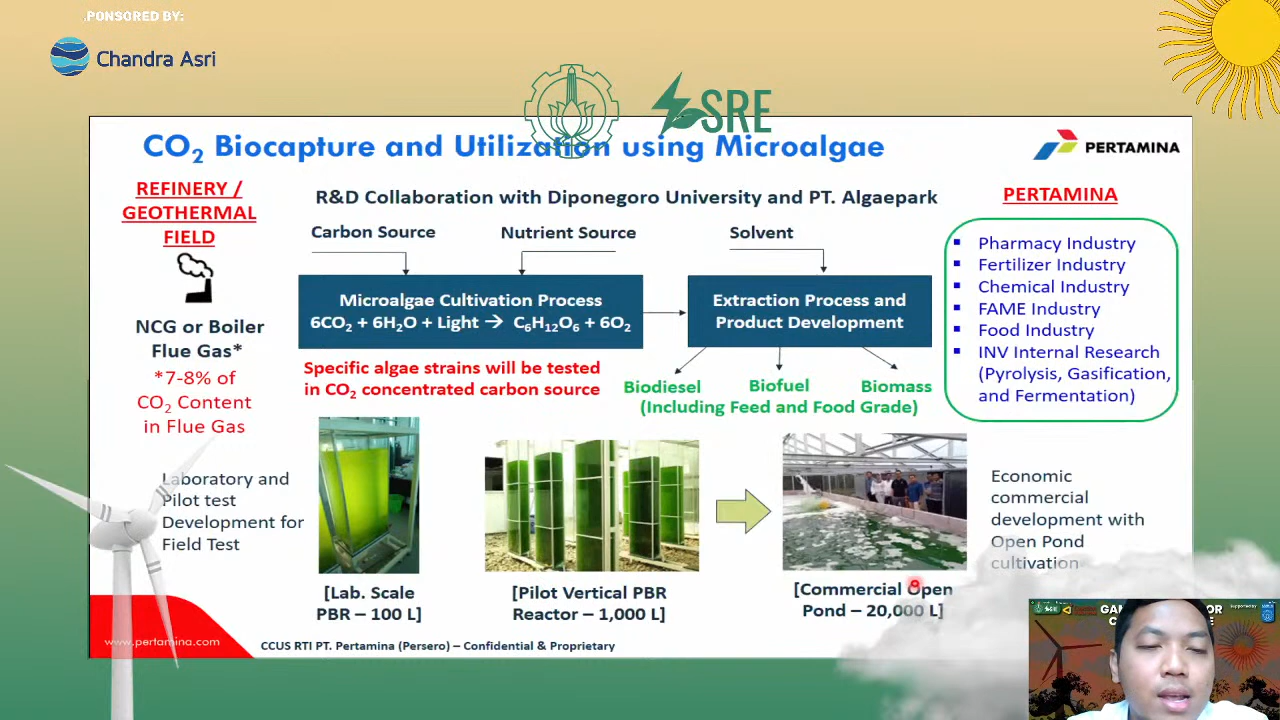 PONSORED BY:
Chandra Asri
SRE
CO₂ Biocapture and Utilization using Microalgae
PERTAMINA
REFINERY /
GEOTHERMAL
FIELD
NCG or Boiler
Flue Gas*
*7-8% of
CO₂ Content
in Flue Gas
R&D Collaboration with Diponegoro University and PT. Algaepark
Carbon Source
Nutrient Source
Solvent
Microalgae Cultivation Process
6CO₂ + 6H₂O + Light → C₆H₁₂O₆ + 6O₂
Extraction Process and
Product Development
Specific algae strains will be tested
in CO₂ concentrated carbon source
Biodiesel
Biofuel
Biomass
(Including Feed and Food Grade)
PERTAMINA
▪ Pharmacy Industry
▪ Fertilizer Industry
▪ Chemical Industry
▪ FAME Industry
▪ Food Industry
▪ INV Internal Research
(Pyrolysis, Gasification,
and Fermentation)
Laboratory and
Pilot test
Development for
Field Test
[Lab. Scale
PBR – 100 L]
[Pilot Vertical PBR
Reactor – 1,000 L]
[Commercial Open
Pond – 20,000 L]
Economic
commercial
development with
Open Pond
cultivation
www.pertamina.com
CCUS RTI PT. Pertamina (Persero) – Confidential & Proprietary